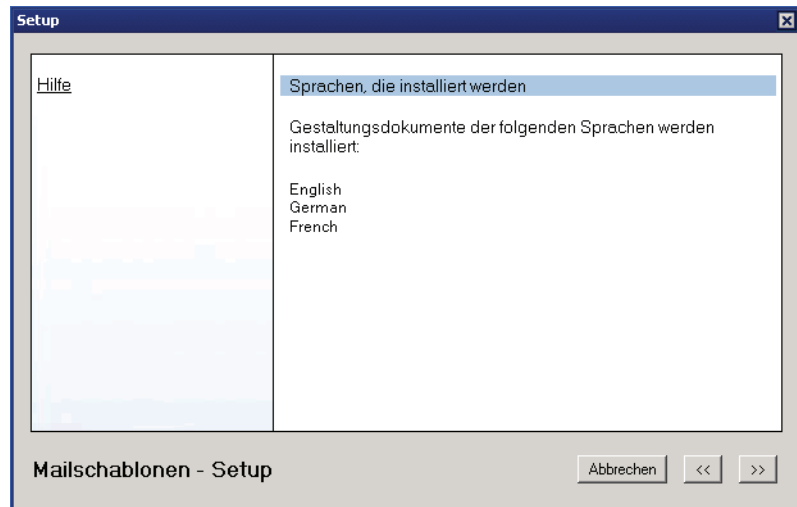 Setup
Hilfe
Sprachen, die installiert werden
Gestaltungsdokumente der folgenden Sprachen werden
installiert:
English
German
French
Mailschablonen - Setup
Abbrechen
<<
>>